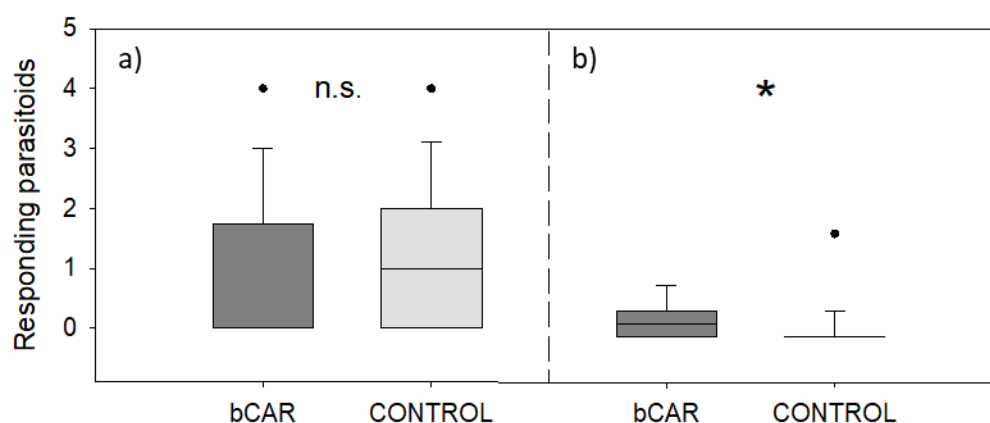 Responding parasitoids
5
4
3
2
1
0
a)
n.s.
b)
*
bCAR
CONTROL
bCAR
CONTROL